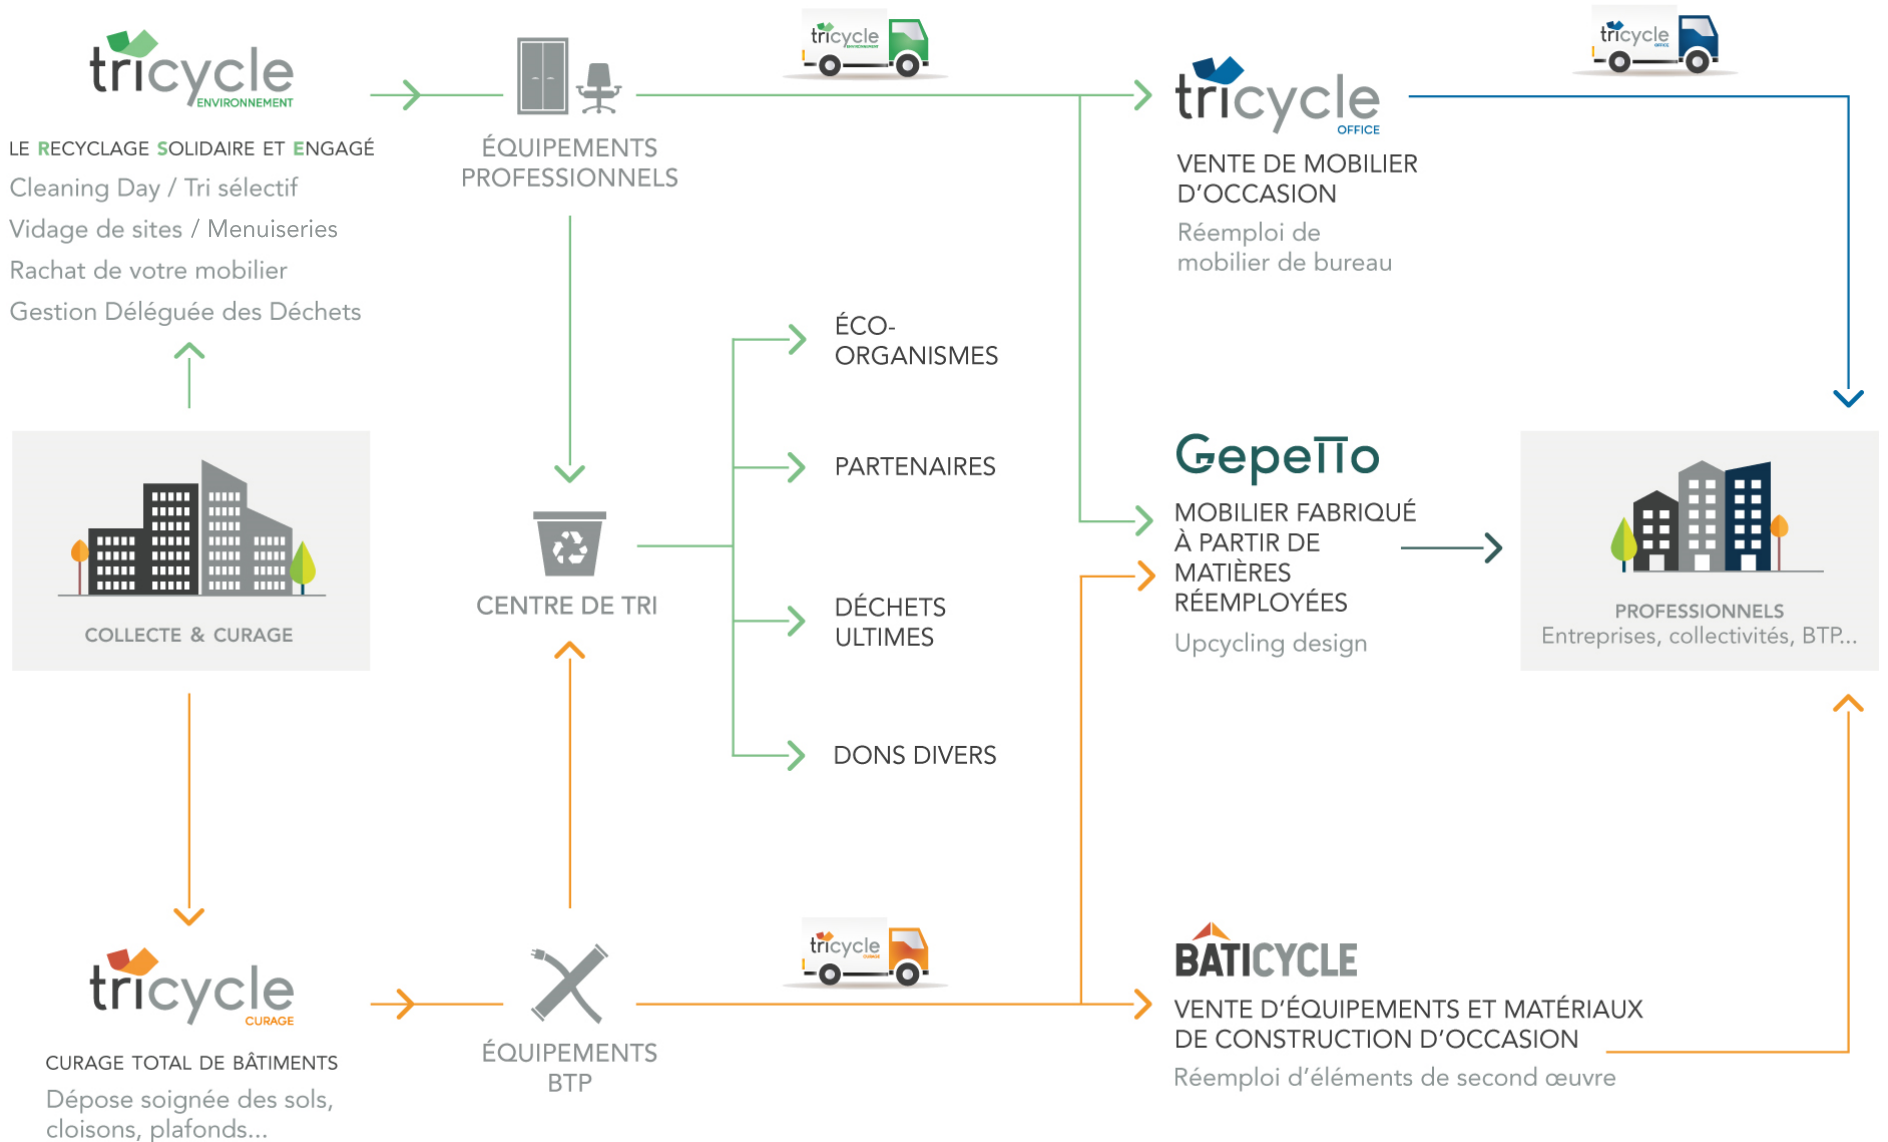 tricycle
ENVIRONNEMENT
LE RECYCLAGE SOLIDAIRE ET ENGAGÉ
Cleaning Day / Tri sélectif
Vidage de sites / Menuiseries
Rachat de votre mobilier
Gestion Déléguée des Déchets
ÉQUIPEMENTS
PROFESSIONNELS
tricycle
ENVIRONNEMENT
tricycle
OFFICE
VENTE DE MOBILIER
D'OCCASION
Réemploi de
mobilier de bureau
tricycle
OFFICE
COLLECTE & CURAGE
CENTRE DE TRI
ÉCO-
ORGANISMES
PARTENAIRES
DÉCHETS
ULTIMES
DONS DIVERS
Gepetto
MOBILIER FABRIQUÉ
À PARTIR DE
MATIÈRES
RÉEMPLOYÉES
Upcycling design
PROFESSIONNELS
Entreprises, collectivités, BTP...
tricycle
CURAGE
CURAGE TOTAL DE BÂTIMENTS
Dépose soignée des sols,
cloisons, plafonds...
ÉQUIPEMENTS
BTP
tricycle
CURAGE
BATICYCLE
VENTE D'ÉQUIPEMENTS ET MATÉRIAUX
DE CONSTRUCTION D'OCCASION
Réemploi d'éléments de second œuvre